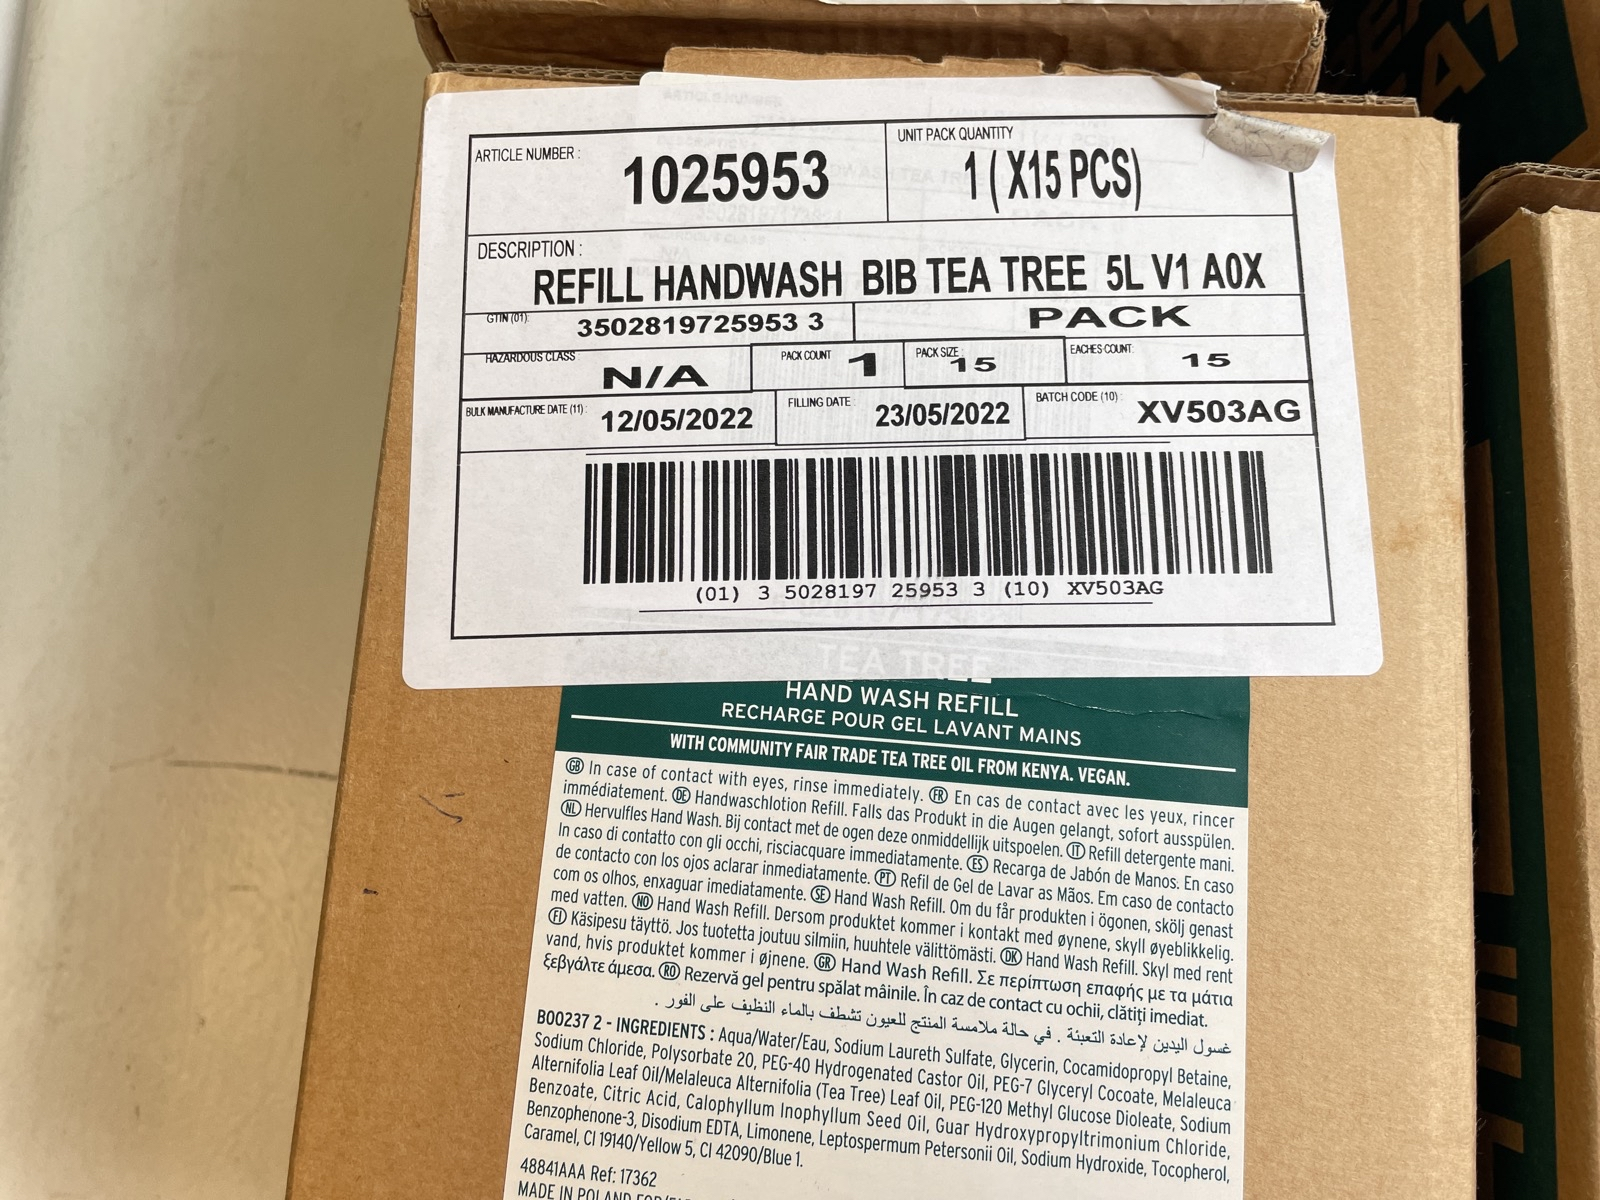 ARTICLE NUMBER :
1025953
UNIT PACK QUANTITY
1 ( X15 PCS)
DESCRIPTION :
REFILL HANDWASH BIB TEA TREE 5L V1 A0X
GTIN (01):
3502819725953 3
PACK
HAZARDOUS CLASS
N/A
PACK COUNT
1
PACK SIZE :
15
EACHES COUNT:
15
BULK MANUFACTURE DATE (11) :
12/05/2022
FILLING DATE :
23/05/2022
BATCH CODE (10) :
XV503AG
(01) 3 5028197 25953 3 (10) XV503AG
TEA TREE
HAND WASH REFILL
RECHARGE POUR GEL LAVANT MAINS
WITH COMMUNITY FAIR TRADE TEA TREE OIL FROM KENYA. VEGAN.
GB In case of contact with eyes, rinse immediately. FR En cas de contact avec les yeux, rincer
immédiatement. DE Handwaschlotion Refill. Falls das Produkt in die Augen gelangt, sofort ausspülen.
NL Hervulfles Hand Wash. Bij contact met de ogen deze onmiddellijk uitspoelen. IT Refill detergente mani.
In caso di contatto con gli occhi, risciacquare immediatamente. ES Recarga de Jabón de Manos. En caso
de contacto con los ojos aclarar inmediatamente. PT Refil de Gel de Lavar as Mãos. Em caso de contacto
com os olhos, enxaguar imediatamente. SE Hand Wash Refill. Om du får produkten i ögonen, skölj genast
med vatten. NO Hand Wash Refill. Dersom produktet kommer i kontakt med øynene, skyll øyeblikkelig.
FI Käsipesu täyttö. Jos tuotetta joutuu silmiin, huuhtele välittömästi. DK Hand Wash Refill. Skyl med rent
vand, hvis produktet kommer i øjnene. GR Hand Wash Refill. Σε περίπτωση επαφής με τα μάτια
ξεβγάλτε άμεσα. RO Rezervă gel pentru spălat mâinile. În caz de contact cu ochii, clătiți imediat.
غسول اليدين لإعادة التعبئة . في حالة ملامسة المنتج للعيون تشطف بالماء النظيف على الفور .
B00237 2 - INGREDIENTS : Aqua/Water/Eau, Sodium Laureth Sulfate, Glycerin, Cocamidopropyl Betaine,
Sodium Chloride, Polysorbate 20, PEG-40 Hydrogenated Castor Oil, PEG-7 Glyceryl Cocoate, Melaleuca
Alternifolia Leaf Oil/Melaleuca Alternifolia (Tea Tree) Leaf Oil, PEG-120 Methyl Glucose Dioleate, Sodium
Benzoate, Citric Acid, Calophyllum Inophyllum Seed Oil, Guar Hydroxypropyltrimonium Chloride,
Benzophenone-3, Disodium EDTA, Limonene, Leptospermum Petersonii Oil, Sodium Hydroxide, Tocopherol,
Caramel, CI 19140/Yellow 5, CI 42090/Blue 1.
48841AAA Ref: 17362
MADE IN POLAND